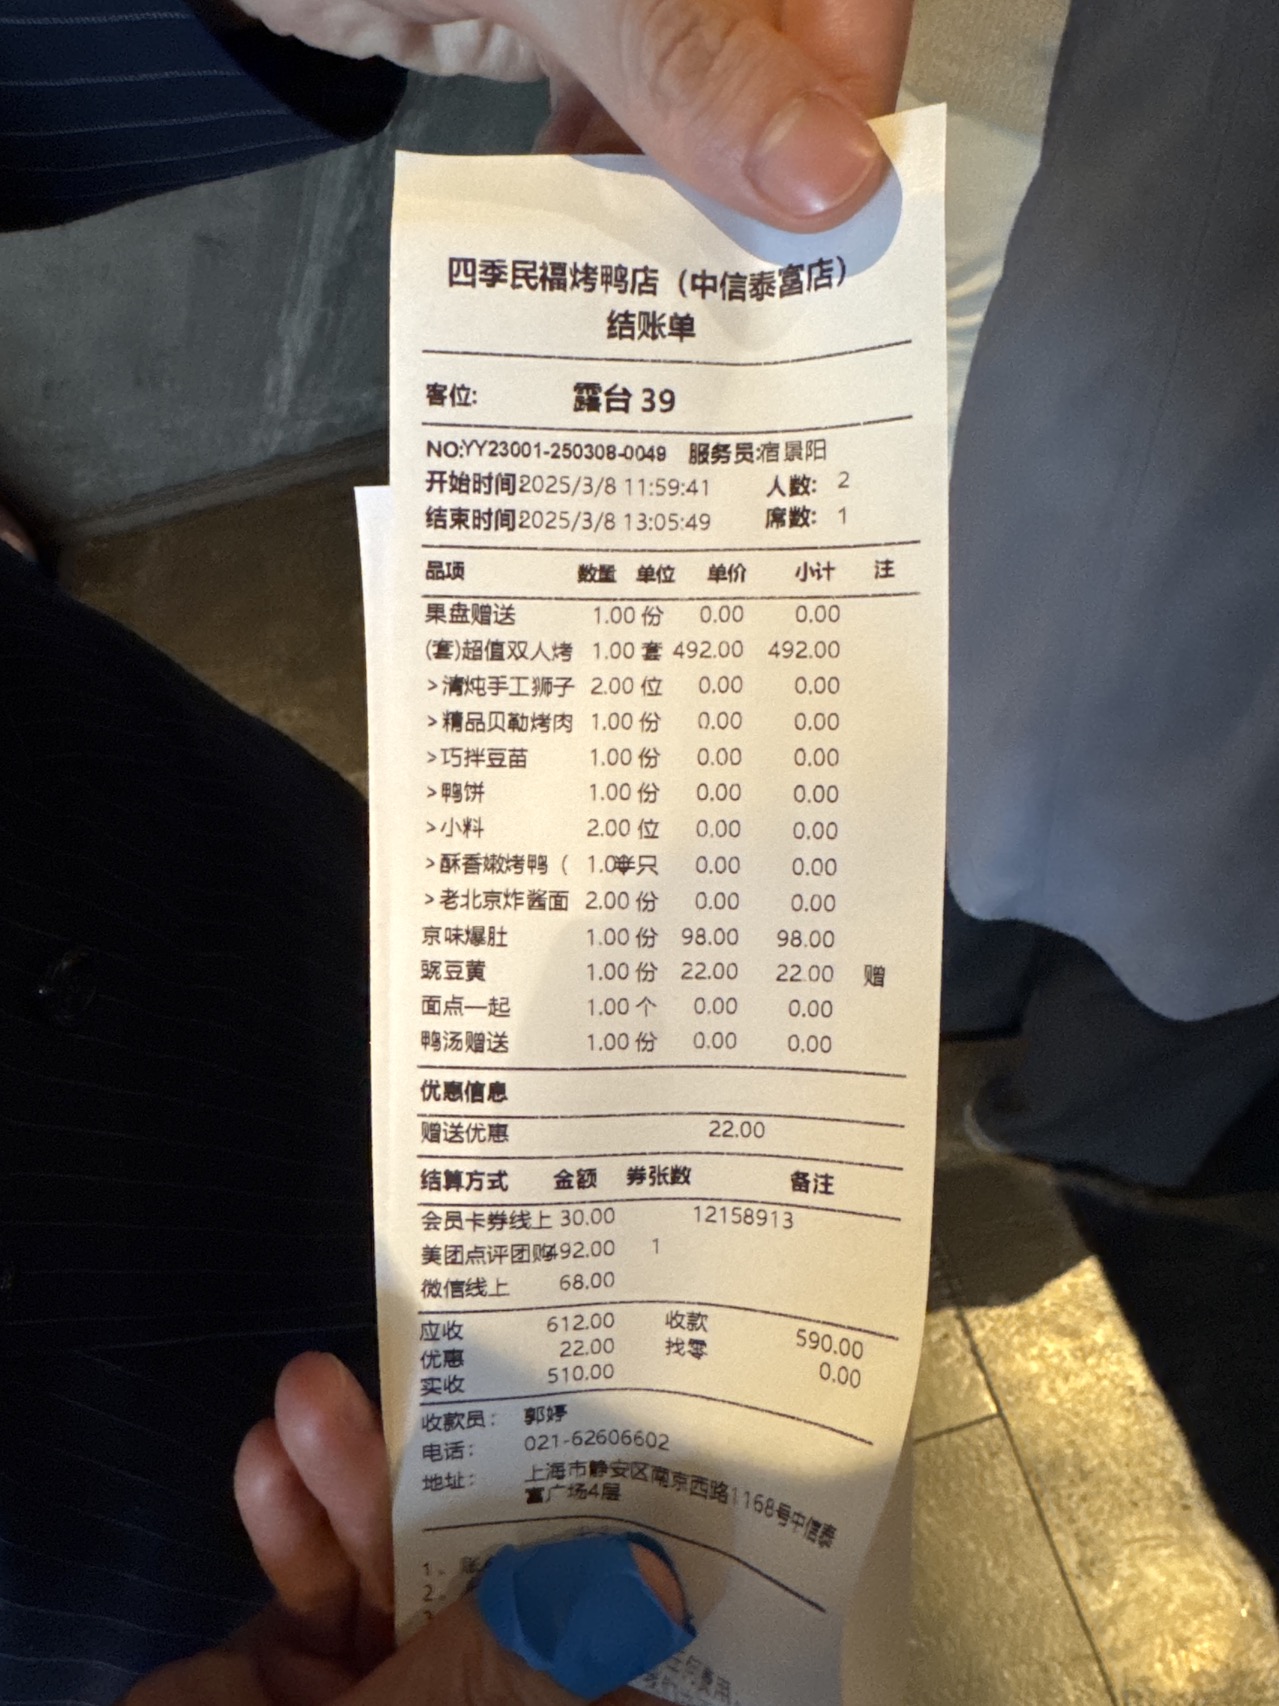 四季民福烤鸭店（中信泰富店）
结账单
客位: 露台 39
NO:YY23001-250308-0049 服务员:宿景阳
开始时间2025/3/8 11:59:41 人数: 2
结束时间2025/3/8 13:05:49 席数: 1
品项 数量 单位 单价 小计 注
果盘赠送 1.00 份 0.00 0.00
(套)超值双人烤 1.00 套 492.00 492.00
>清炖手工狮子 2.00 位 0.00 0.00
>精品贝勒烤肉 1.00 份 0.00 0.00
>巧拌豆苗 1.00 份 0.00 0.00
>鸭饼 1.00 份 0.00 0.00
>小料 2.00 位 0.00 0.00
>酥香嫩烤鸭（ 1.0半只 0.00 0.00
>老北京炸酱面 2.00 份 0.00 0.00
京味爆肚 1.00 份 98.00 98.00
豌豆黄 1.00 份 22.00 22.00 赠
面点一起 1.00 个 0.00 0.00
鸭汤赠送 1.00 份 0.00 0.00
优惠信息
赠送优惠 22.00
结算方式 金额 券张数 备注
会员卡券线上 30.00 12158913
美团点评团购492.00 1
微信线上 68.00
应收 612.00 收款 590.00
优惠 22.00 找零 0.00
实收 510.00
收款员: 郭婷
电话: 021-62606602
地址: 上海市静安区南京西路1168号中信泰
富广场4层
1、账
2、